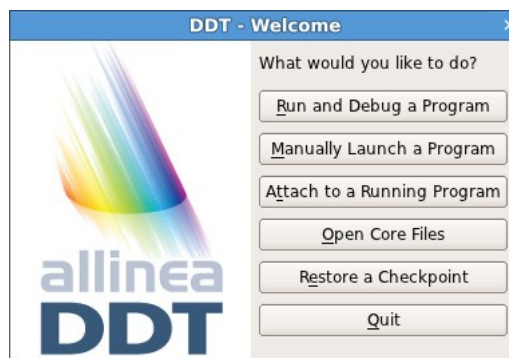 DDT - Welcome
What would you like to do?
Run and Debug a Program
Manually Launch a Program
Attach to a Running Program
Open Core Files
Restore a Checkpoint
Quit
allinea
DDT